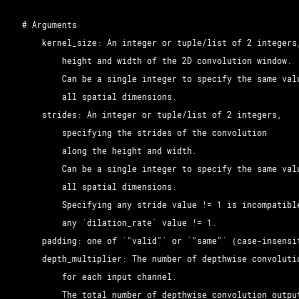 # Arguments
kernel_size: An integer or tuple/list of 2 integers,
height and width of the 2D convolution window.
Can be a single integer to specify the same valu
all spatial dimensions.
strides: An integer or tuple/list of 2 integers,
specifying the strides of the convolution
along the height and width.
Can be a single integer to specify the same valu
all spatial dimensions.
Specifying any stride value != 1 is incompatible
any `dilation_rate` value != 1.
padding: one of `"valid"` or `"same"` (case-insensit
depth_multiplier: The number of depthwise convolutio
for each input channel.
The total number of depthwise convolution output